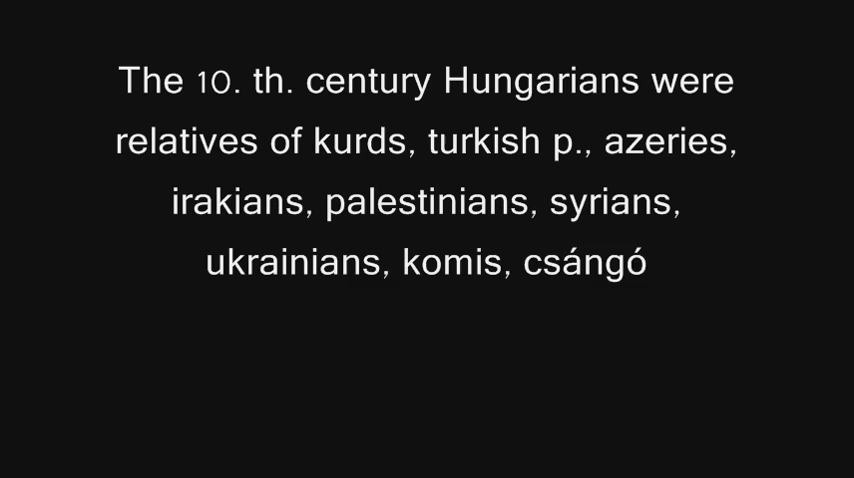 The 10. th. century Hungarians were
relatives of kurds, turkish p., azeries,
irakians, palestinians, syrians,
ukrainians, komis, csángó